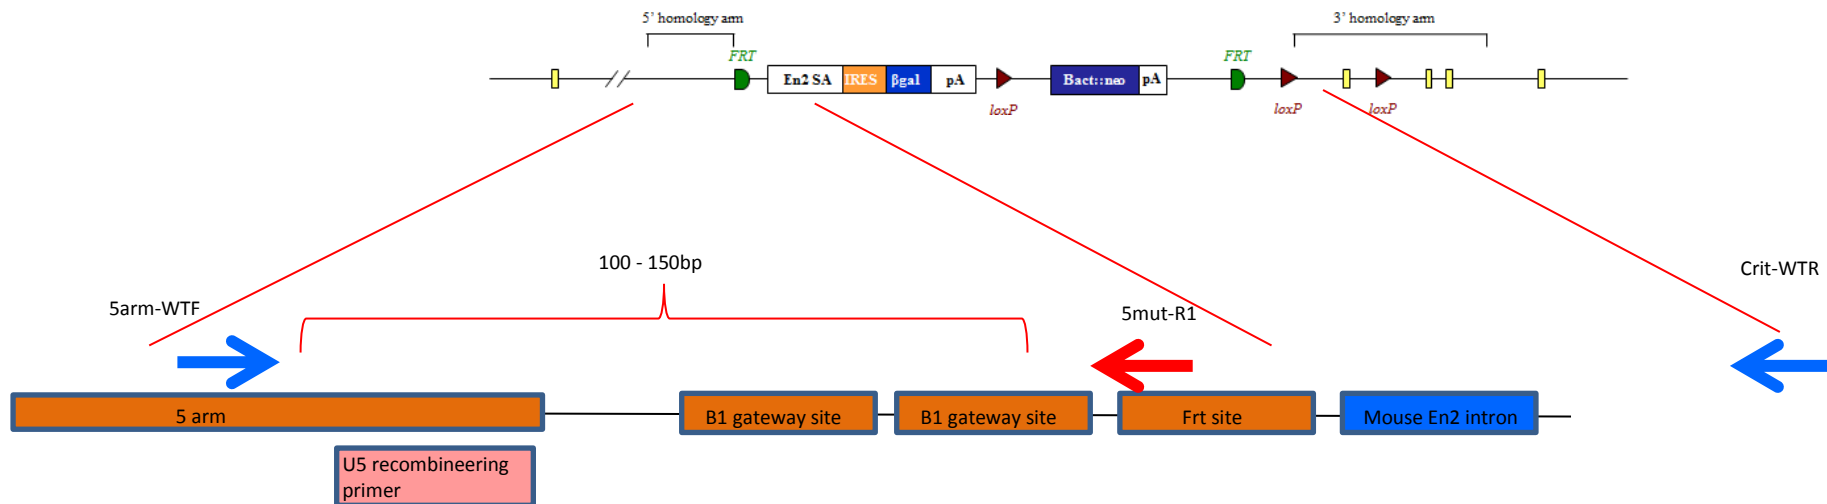 5’ homology arm
3’ homology arm
FRT
FRT
En2 SA
IRES
βgal
pA
Bact::neo
pA
loxP
loxP
loxP
100 - 150bp
Crit-WTR
5arm-WTF
5mut-R1
5 arm
B1 gateway site
B1 gateway site
Frt site
Mouse En2 intron
U5 recombineering
primer